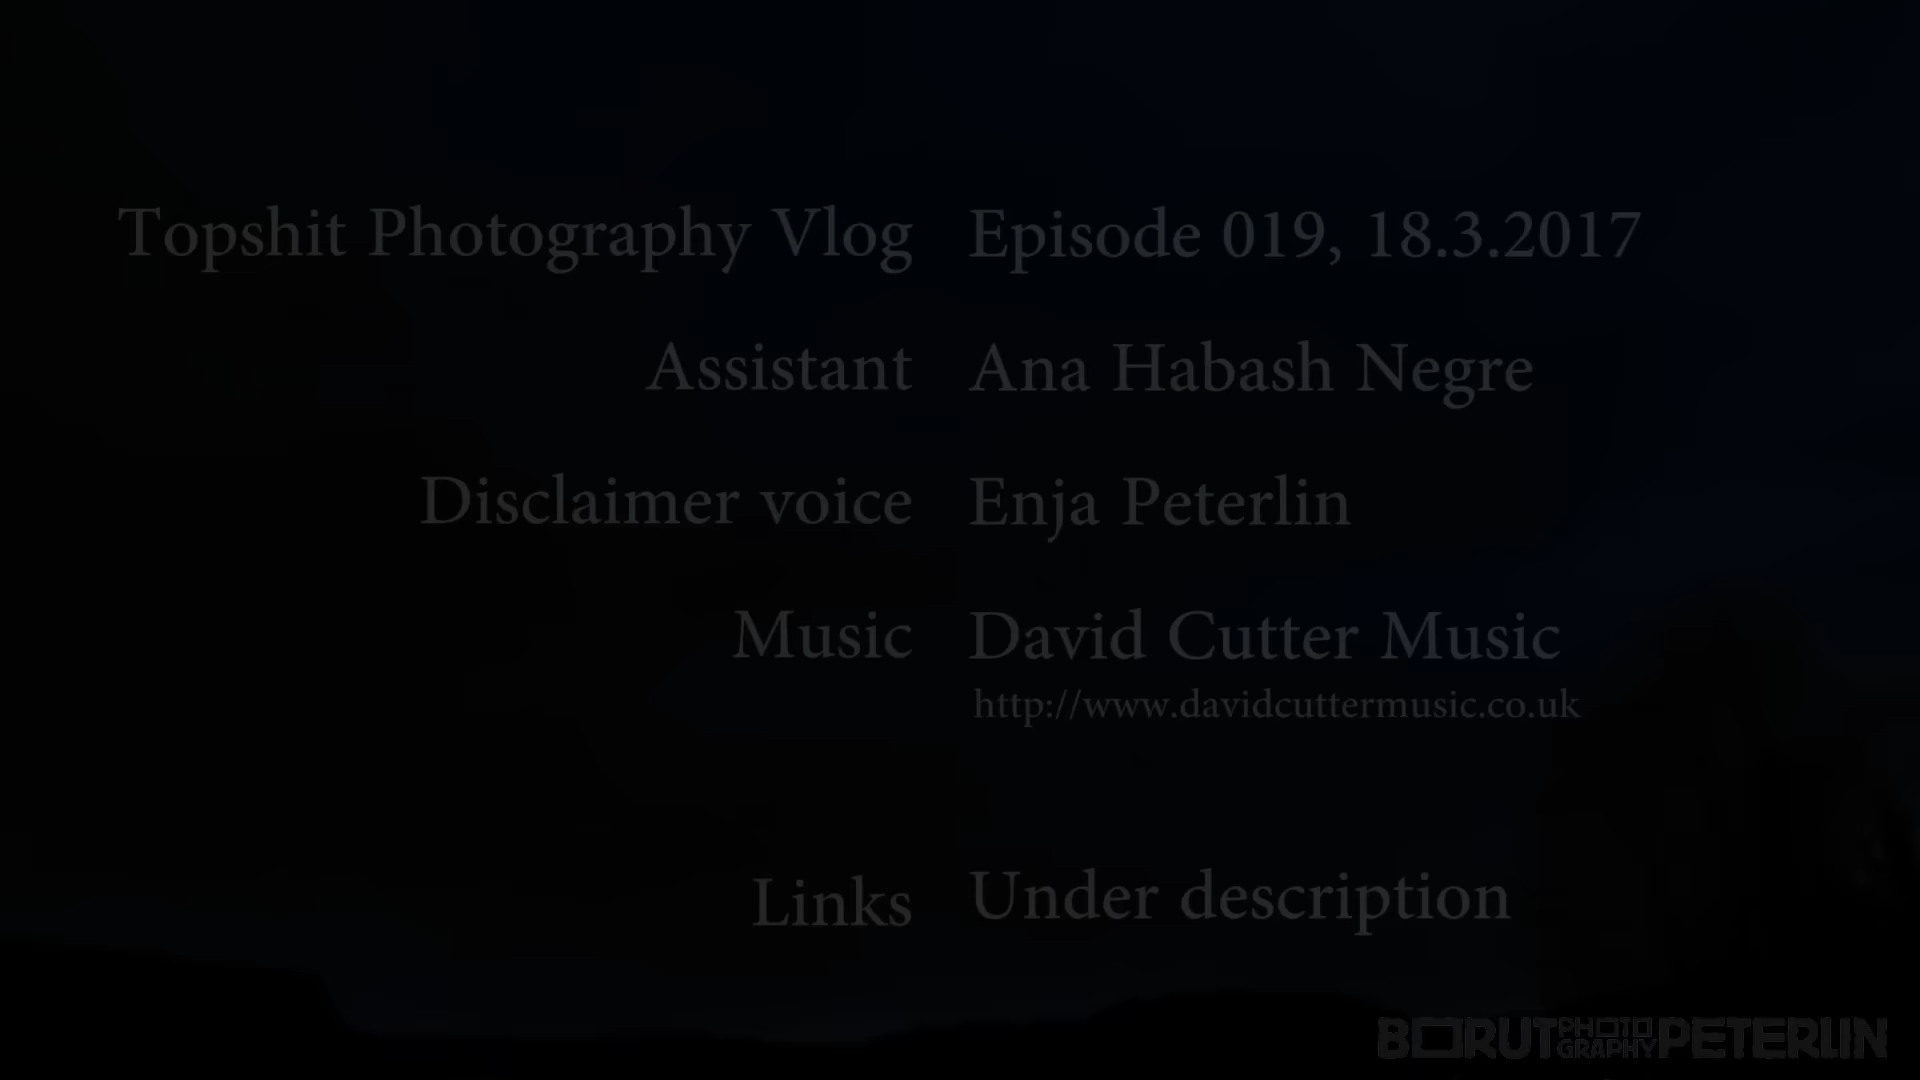 Topshit Photography Vlog Episode 019, 18.3.2017
Assistant Ana Habash Negre
Disclaimer voice Enja Peterlin
Music David Cutter Music
http://www.davidcuttermusic.co.uk
Links Under description
BORUT PHOTOGRAPHY PETERLIN